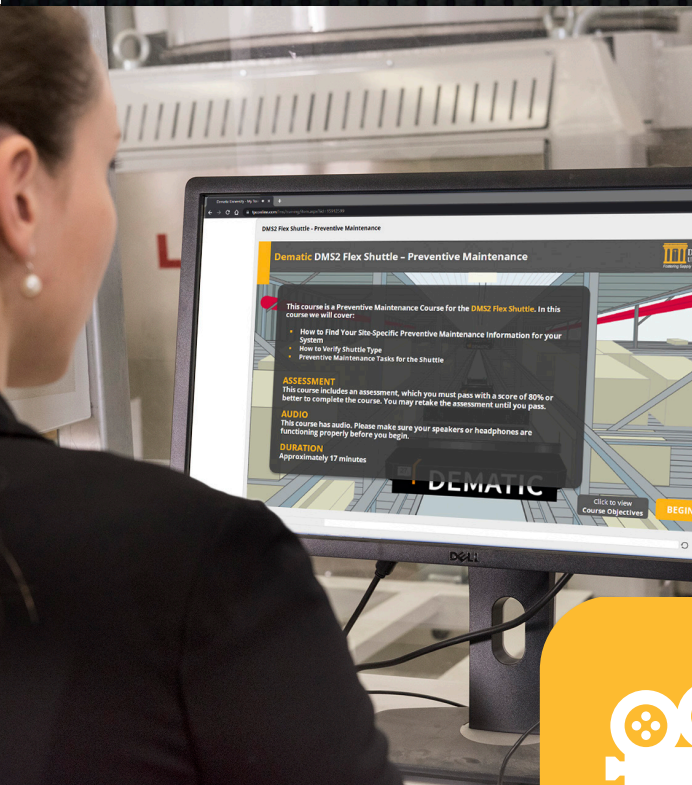 DMS2 Flex Shuttle - Preventive Maintenance
Dematic DMS2 Flex Shuttle – Preventive Maintenance
This course is a Preventive Maintenance Course for the DMS2 Flex Shuttle. In this
course we will cover:
• How to Find Your Site-Specific Preventive Maintenance Information for your
System
• How to Verify Shuttle Type
• Preventive Maintenance Tasks for the Shuttle
ASSESSMENT
This course includes an assessment, which you must pass with a score of 80% or
better to complete the course. You may retake the assessment until you pass.
AUDIO
This course has audio. Please make sure your speakers or headphones are
functioning properly before you begin.
DURATION
Approximately 17 minutes
DEMATIC
Click to view
Course Objectives
BEGIN
DELL
L